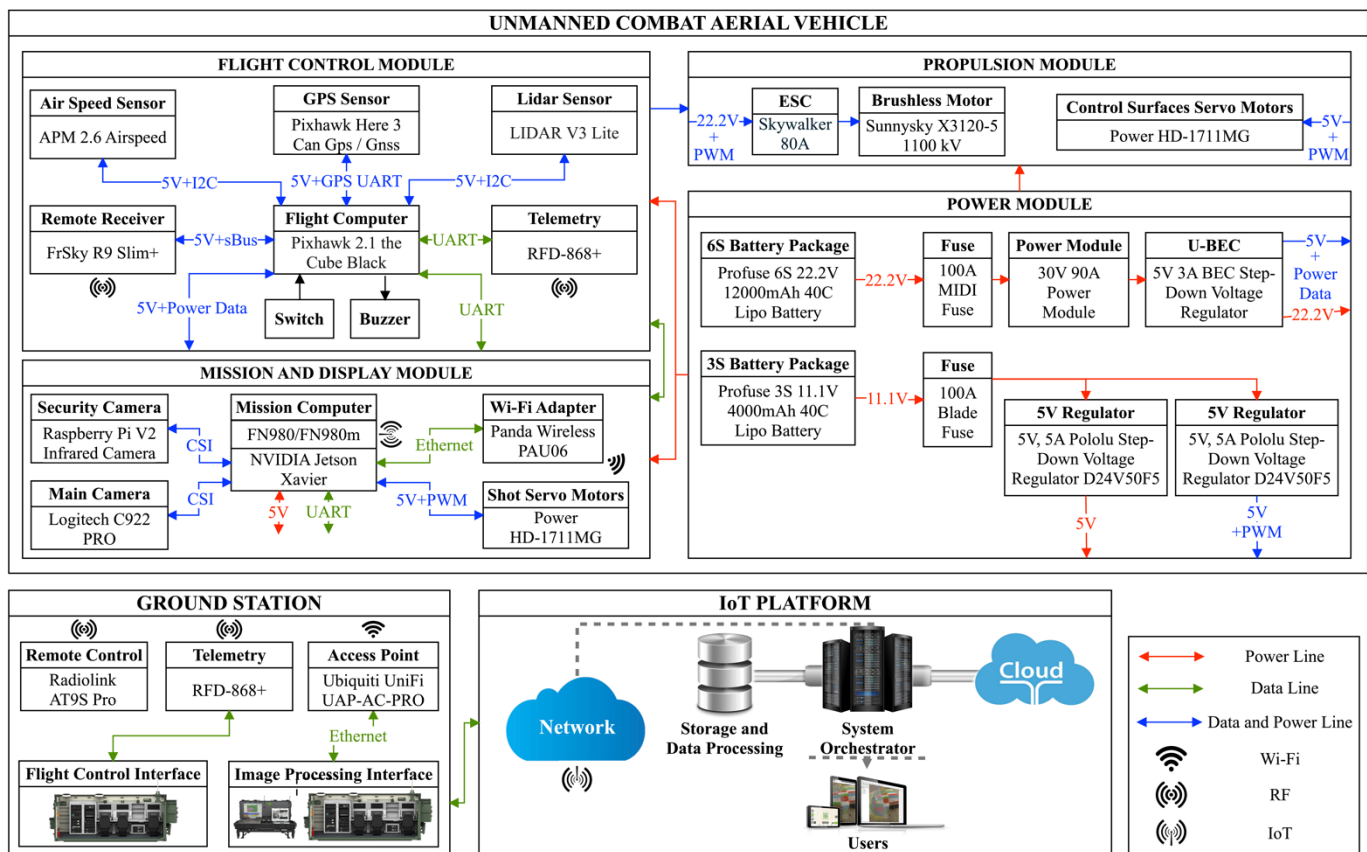 UNMANNED COMBAT AERIAL VEHICLE
FLIGHT CONTROL MODULE
Air Speed Sensor
APM 2.6 Airspeed
GPS Sensor
Pixhawk Here 3
Can Gps / Gnss
Lidar Sensor
LIDAR V3 Lite
5V+I2C
5V+GPS UART
5V+I2C
Remote Receiver
FrSky R9 Slim+
5V+sBus
Flight Computer
Pixhawk 2.1 the
Cube Black
UART
Telemetry
RFD-868+
5V+Power Data
Switch
Buzzer
UART
MISSION AND DISPLAY MODULE
Security Camera
Raspberry Pi V2
Infrared Camera
CSI
Mission Computer
FN980/FN980m
NVIDIA Jetson
Xavier
Ethernet
Wi-Fi Adapter
Panda Wireless
PAU06
Main Camera
Logitech C922
PRO
CSI
5V
UART
5V+PWM
Shot Servo Motors
Power
HD-1711MG
PROPULSION MODULE
22.2V
+
PWM
ESC
Skywalker
80A
Brushless Motor
Sunnysky X3120-5
1100 kV
Control Surfaces Servo Motors
Power HD-1711MG
5V
+
PWM
POWER MODULE
6S Battery Package
Profuse 6S 22.2V
12000mAh 40C
Lipo Battery
22.2V
Fuse
100A
MIDI
Fuse
Power Module
30V 90A
Power
Module
U-BEC
5V 3A BEC Step-
Down Voltage
Regulator
5V
+
Power
Data
22.2V
3S Battery Package
Profuse 3S 11.1V
4000mAh 40C
Lipo Battery
11.1V
Fuse
100A
Blade
Fuse
5V Regulator
5V, 5A Pololu Step-
Down Voltage
Regulator D24V50F5
5V Regulator
5V, 5A Pololu Step-
Down Voltage
Regulator D24V50F5
5V
5V
+PWM
GROUND STATION
Remote Control
Radiolink
AT9S Pro
Telemetry
RFD-868+
Access Point
Ubiquiti UniFi
UAP-AC-PRO
Ethernet
Flight Control Interface
Image Processing Interface
IoT PLATFORM
Network
Storage and
Data Processing
System
Orchestrator
Cloud
Users
Power Line
Data Line
Data and Power Line
Wi-Fi
RF
IoT